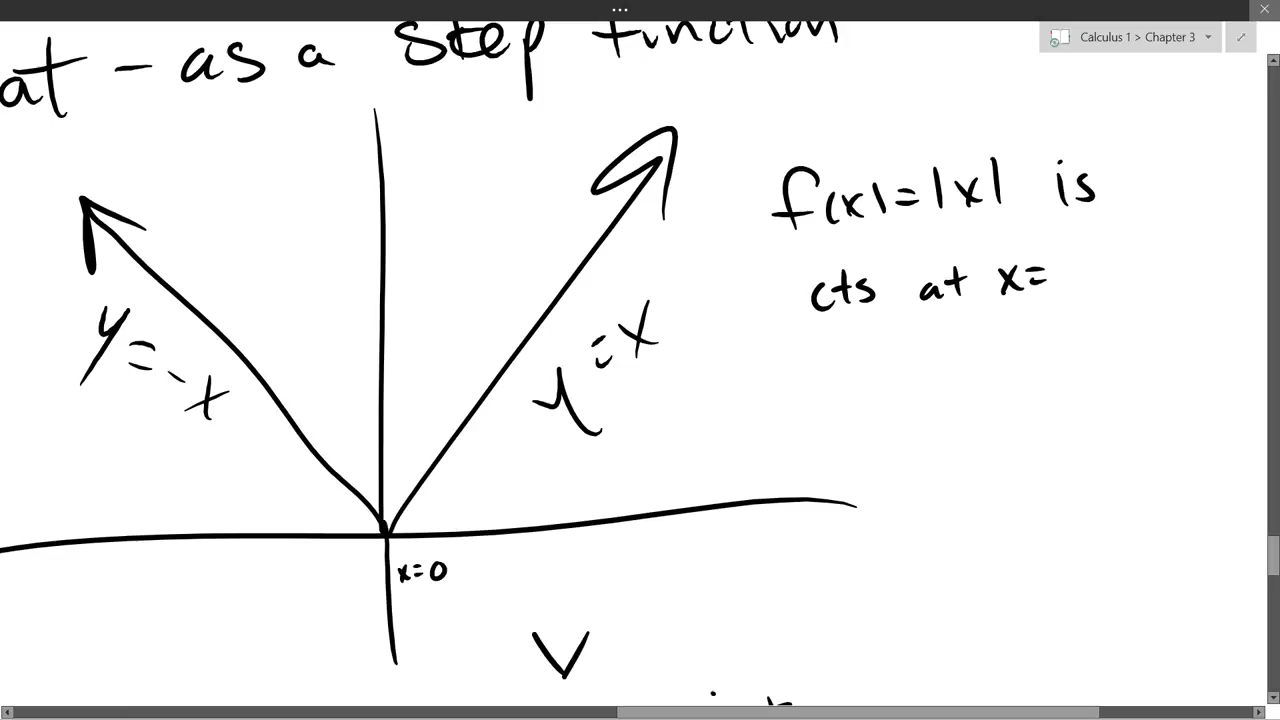 Calculus 1 > Chapter 3
at - as a step function
f(x)=|x| is
cts at x=
y=-x
y=x
x=0